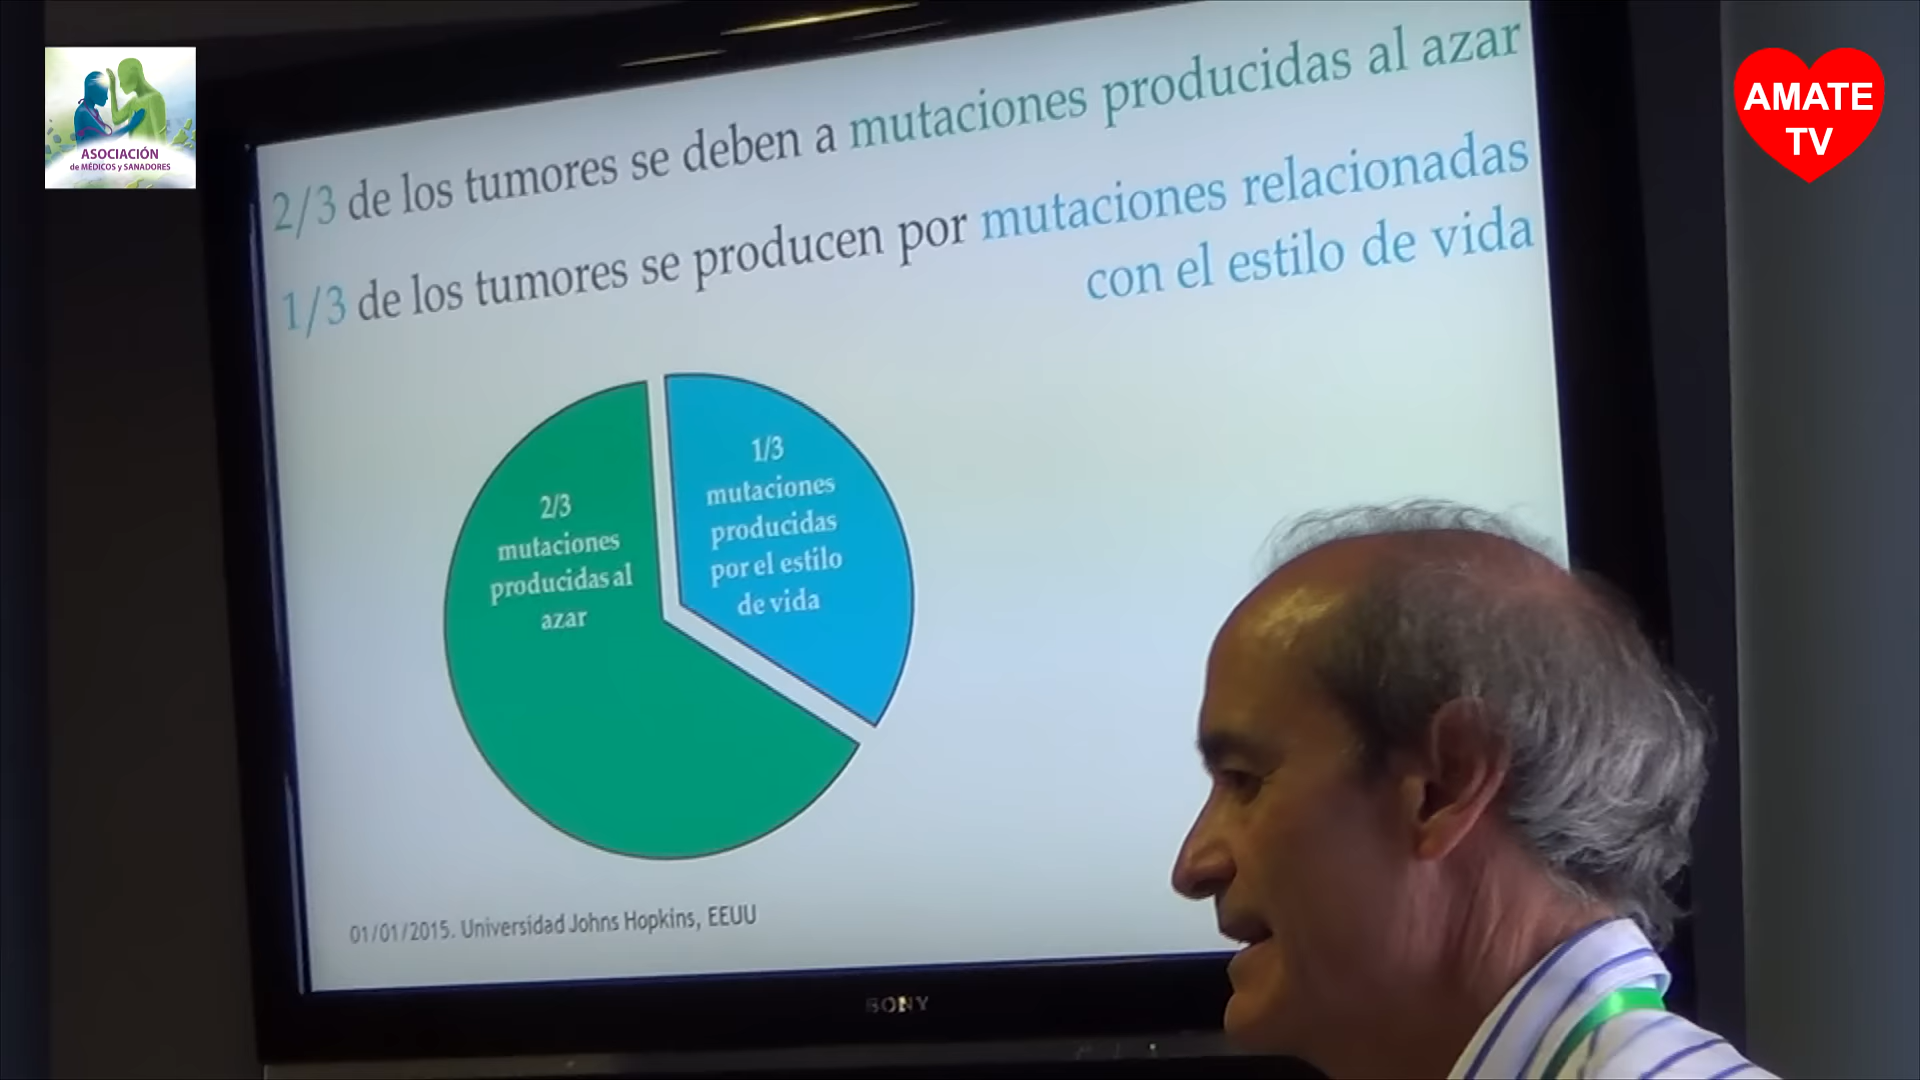 ASOCIACIÓN
de MÉDICOS y SANADORES
AMATE
TV
2/3 de los tumores se deben a mutaciones producidas al azar
1/3 de los tumores se producen por mutaciones relacionadas
con el estilo de vida
2/3
mutaciones
producidas al
azar
1/3
mutaciones
producidas
por el estilo
de vida
01/01/2015. Universidad Johns Hopkins, EEUU
SONY